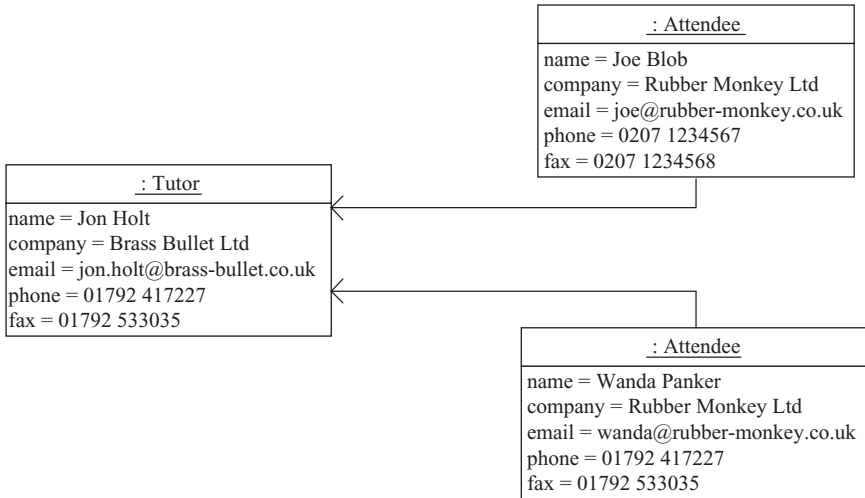 : Attendee
name = Joe Blob
company = Rubber Monkey Ltd
email = joe@rubber-monkey.co.uk
phone = 0207 1234567
fax = 0207 1234568
: Tutor
name = Jon Holt
company = Brass Bullet Ltd
email = jon.holt@brass-bullet.co.uk
phone = 01792 417227
fax = 01792 533035
: Attendee
name = Wanda Panker
company = Rubber Monkey Ltd
email = wanda@rubber-monkey.co.uk
phone = 01792 417227
fax = 01792 533035